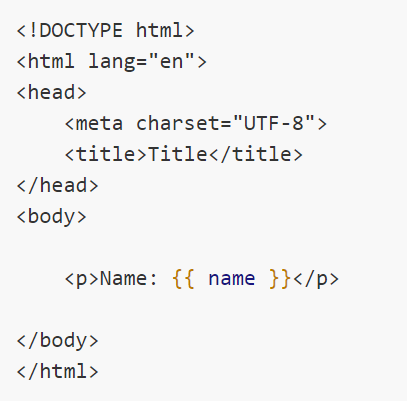 <!DOCTYPE html>
<html lang="en">
<head>
    <meta charset="UTF-8">
    <title>Title</title>
</head>
<body>

    <p>Name: {{ name }}</p>

</body>
</html>